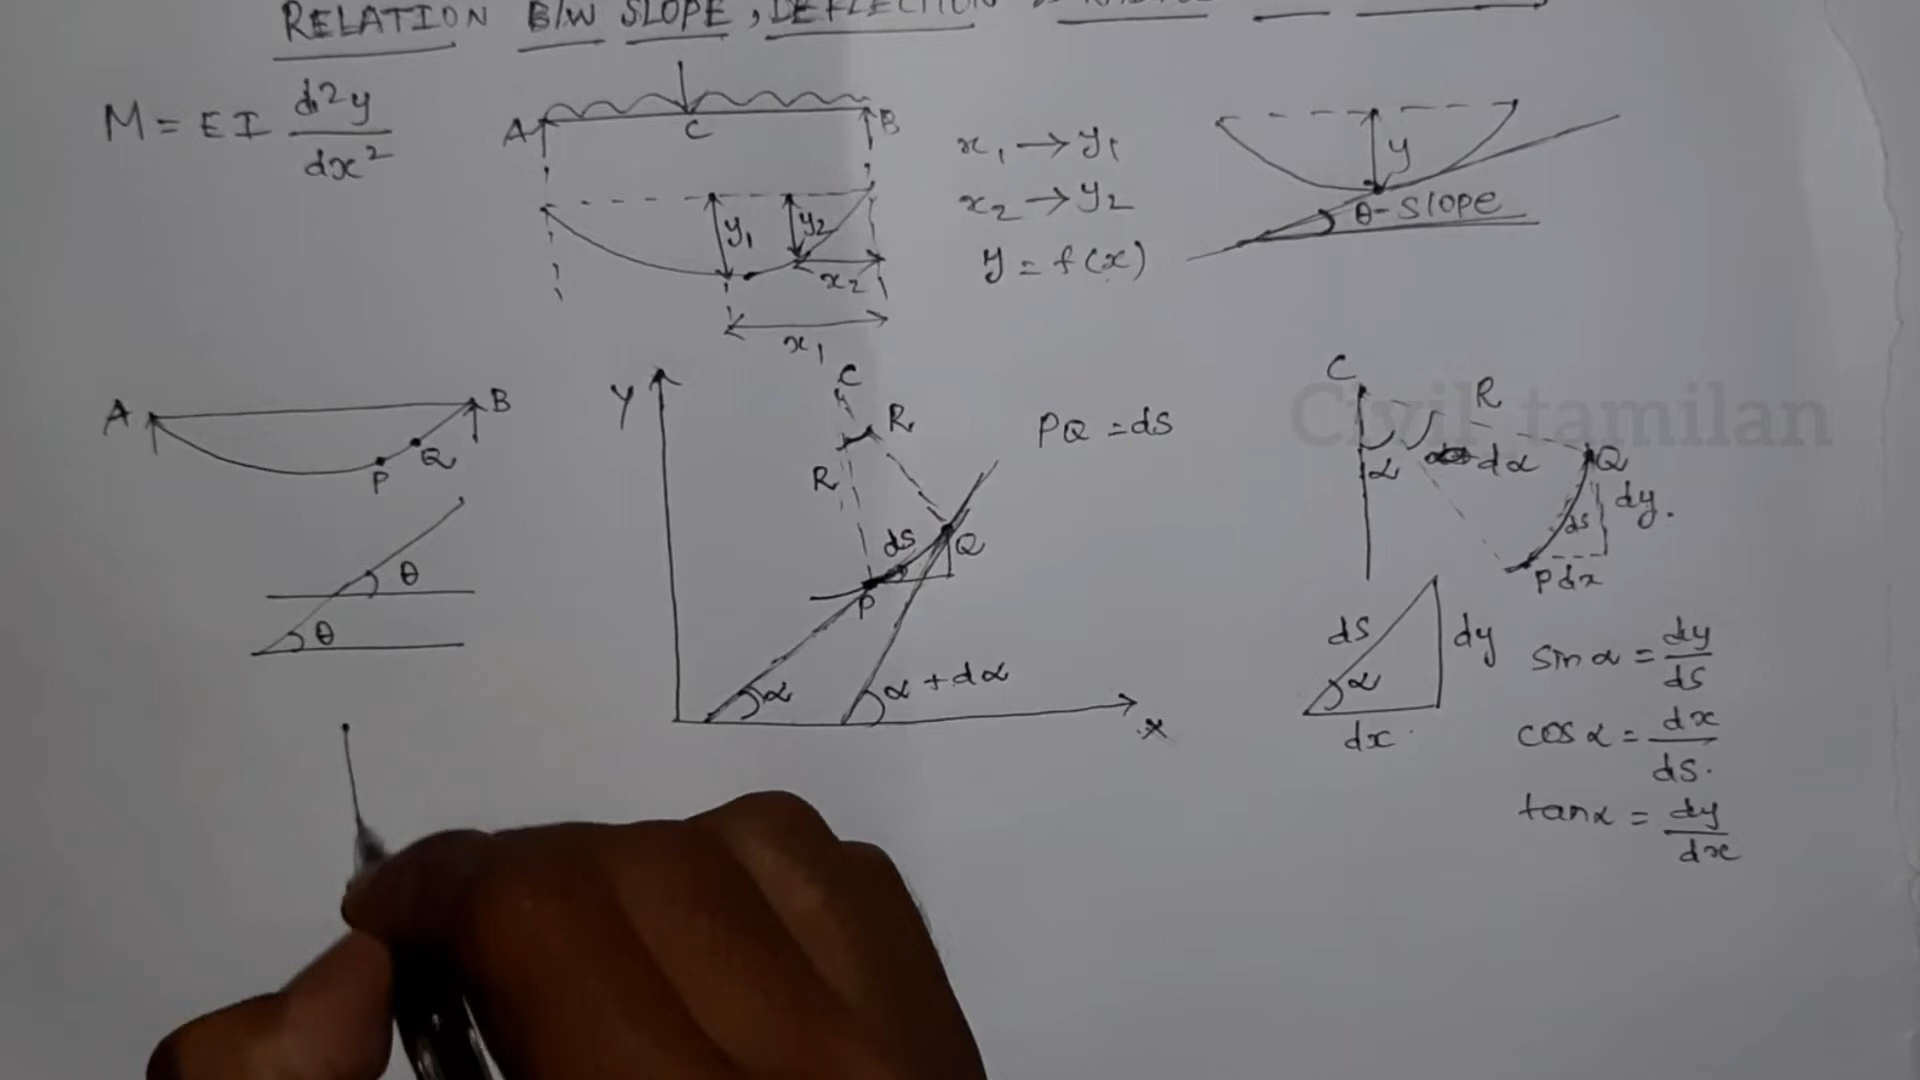 RELATION B/W SLOPE, DEFLECTION
M = EI d²y/dx²
A C B
y₁ y₂
x₂
x₁
x₁ → y₁
x₂ → y₂
y = f(x)
y
θ - Slope
A B
P Q
θ
θ
Y
C
R
R
ds
Q
P
α α + dα
x
PQ = ds
Civil tamilan
C R
α dα Q
ds dy.
P dx
ds dy
α
dx
sin α = dy/ds
cos α = dx/ds.
tan α = dy/dx